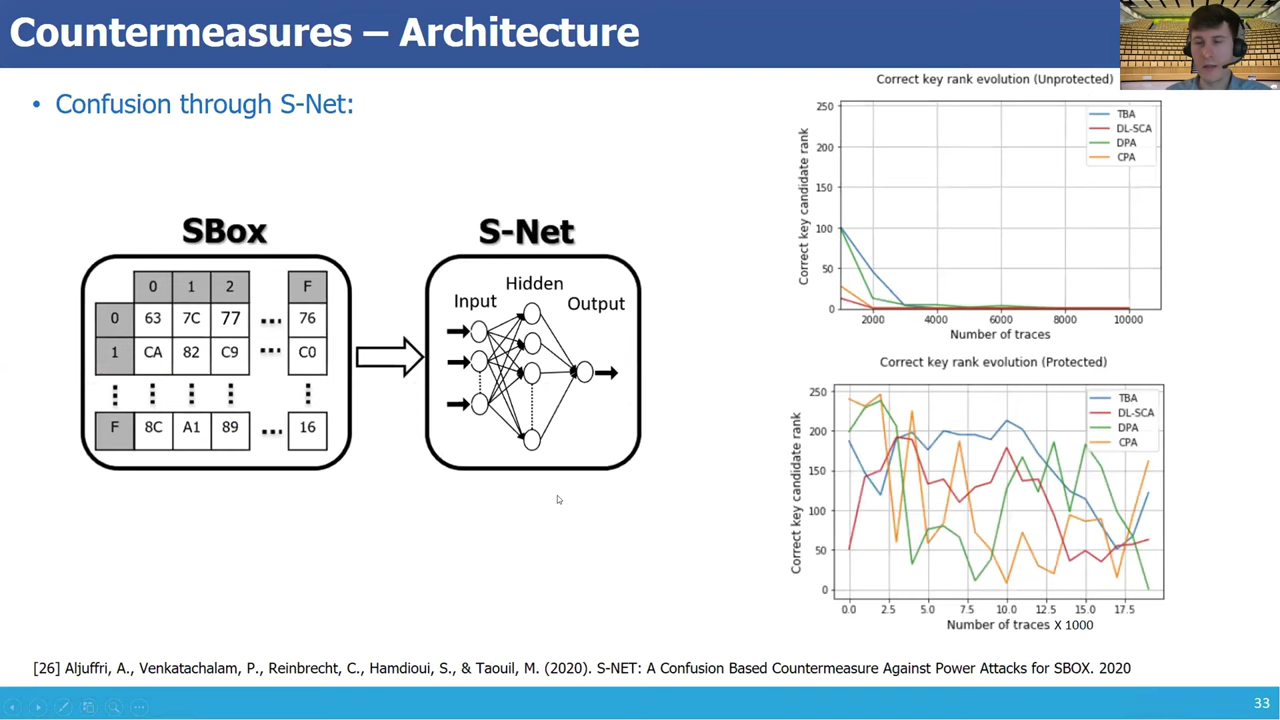 Countermeasures – Architecture
• Confusion through S-Net:
SBox
0 1 2 F
0 63 7C 77 ... 76
1 CA 82 C9 ... C0
F 8C A1 89 ... 16
S-Net
Hidden
Input
Output
Correct key rank evolution (Unprotected)
Correct key candidate rank
250
200
150
100
50
0
TBA
DL-SCA
DPA
CPA
2000 4000 6000 8000 10000
Number of traces
Correct key rank evolution (Protected)
Correct key candidate rank
250
200
150
100
50
0
TBA
DL-SCA
DPA
CPA
0.0 2.5 5.0 7.5 10.0 12.5 15.0 17.5
Number of traces X 1000
[26] Aljuffri, A., Venkatachalam, P., Reinbrecht, C., Hamdioui, S., & Taouil, M. (2020). S-NET: A Confusion Based Countermeasure Against Power Attacks for SBOX. 2020
33